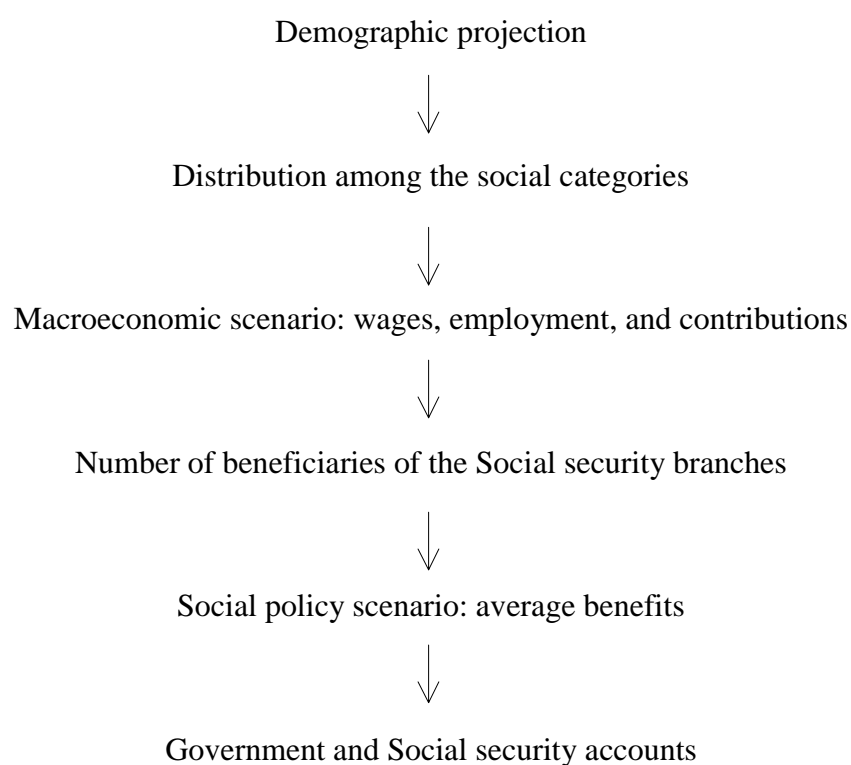 Demographic projection
Distribution among the social categories
Macroeconomic scenario: wages, employment, and contributions
Number of beneficiaries of the Social security branches
Social policy scenario: average benefits
Government and Social security accounts